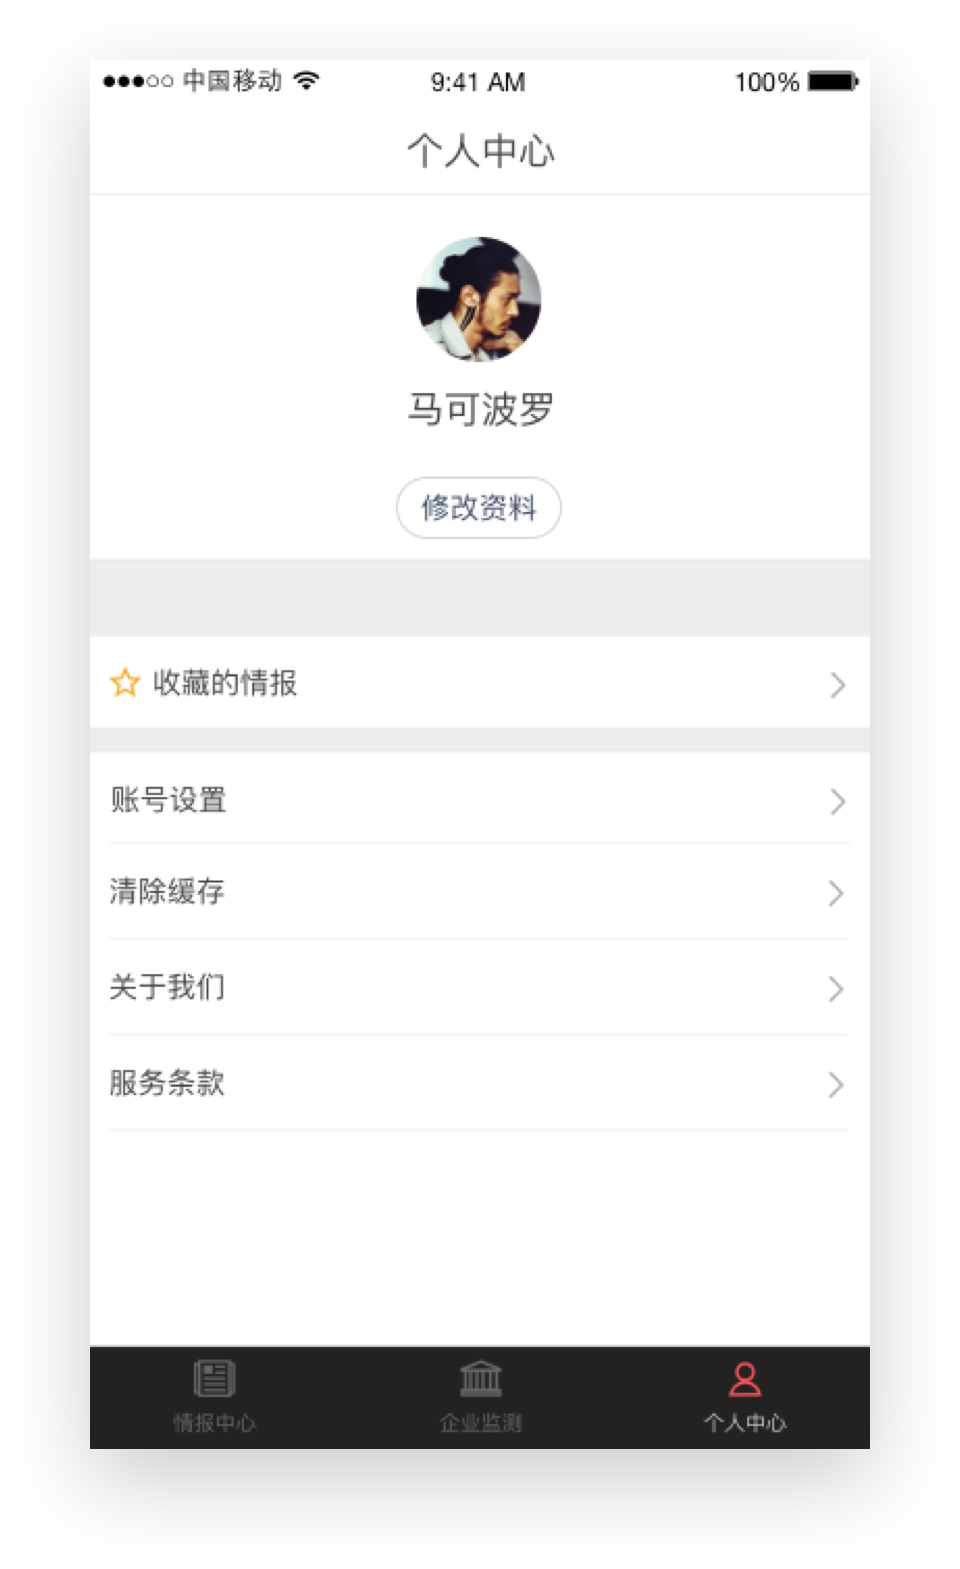 中国移动 9:41 AM 100%
个人中心
马可波罗
修改资料
收藏的情报
账号设置
清除缓存
关于我们
服务条款
情报中心 企业监测 个人中心